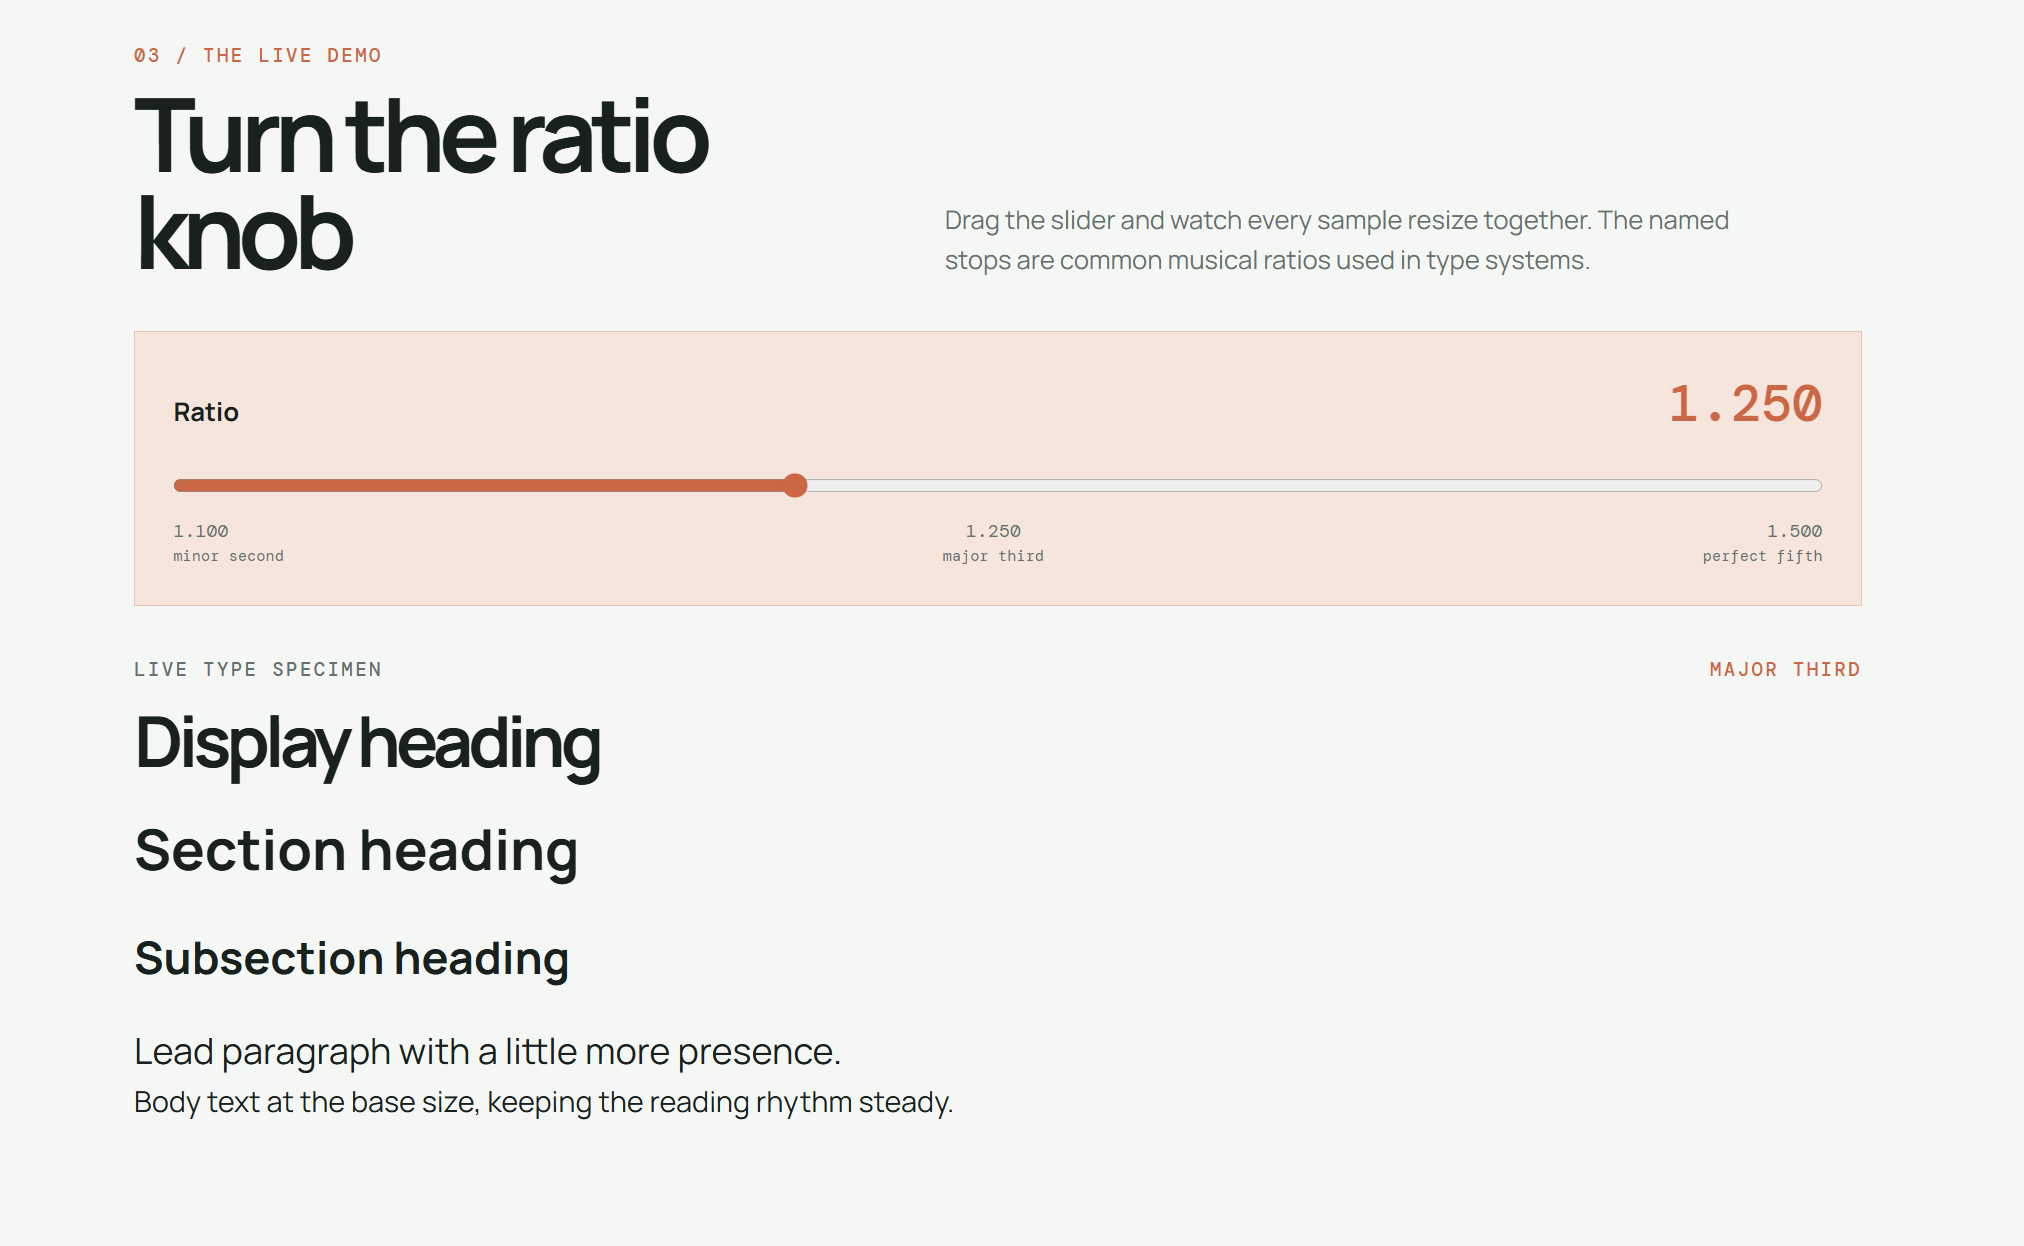 03 / THE LIVE DEMO
Turn the ratio
knob
Drag the slider and watch every sample resize together. The named
stops are common musical ratios used in type systems.
Ratio
1.250
1.100
minor second
1.250
major third
1.500
perfect fifth
LIVE TYPE SPECIMEN
MAJOR THIRD
Display heading
Section heading
Subsection heading
Lead paragraph with a little more presence.
Body text at the base size, keeping the reading rhythm steady.